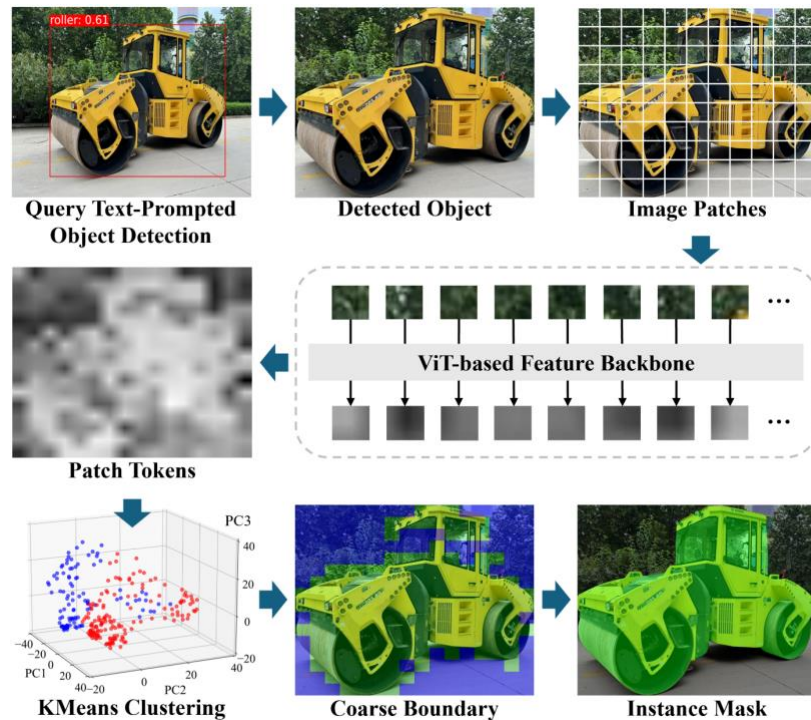 roller: 0.61
Query Text-Prompted
Object Detection
Detected Object
Image Patches
...
ViT-based Feature Backbone
...
Patch Tokens
PC3
40
20
0
−20
−40
−20
0
20
40
−20
0
20
40
PC1
PC2
KMeans Clustering
Coarse Boundary
Instance Mask